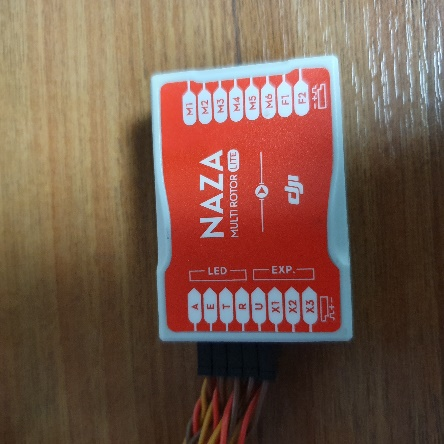 M1 M2 M3 M4 M5 M6 F1 F2
NAZA
MULTI ROTOR LITE
dji
LED EXP.
A E T R U X1 X2 X3